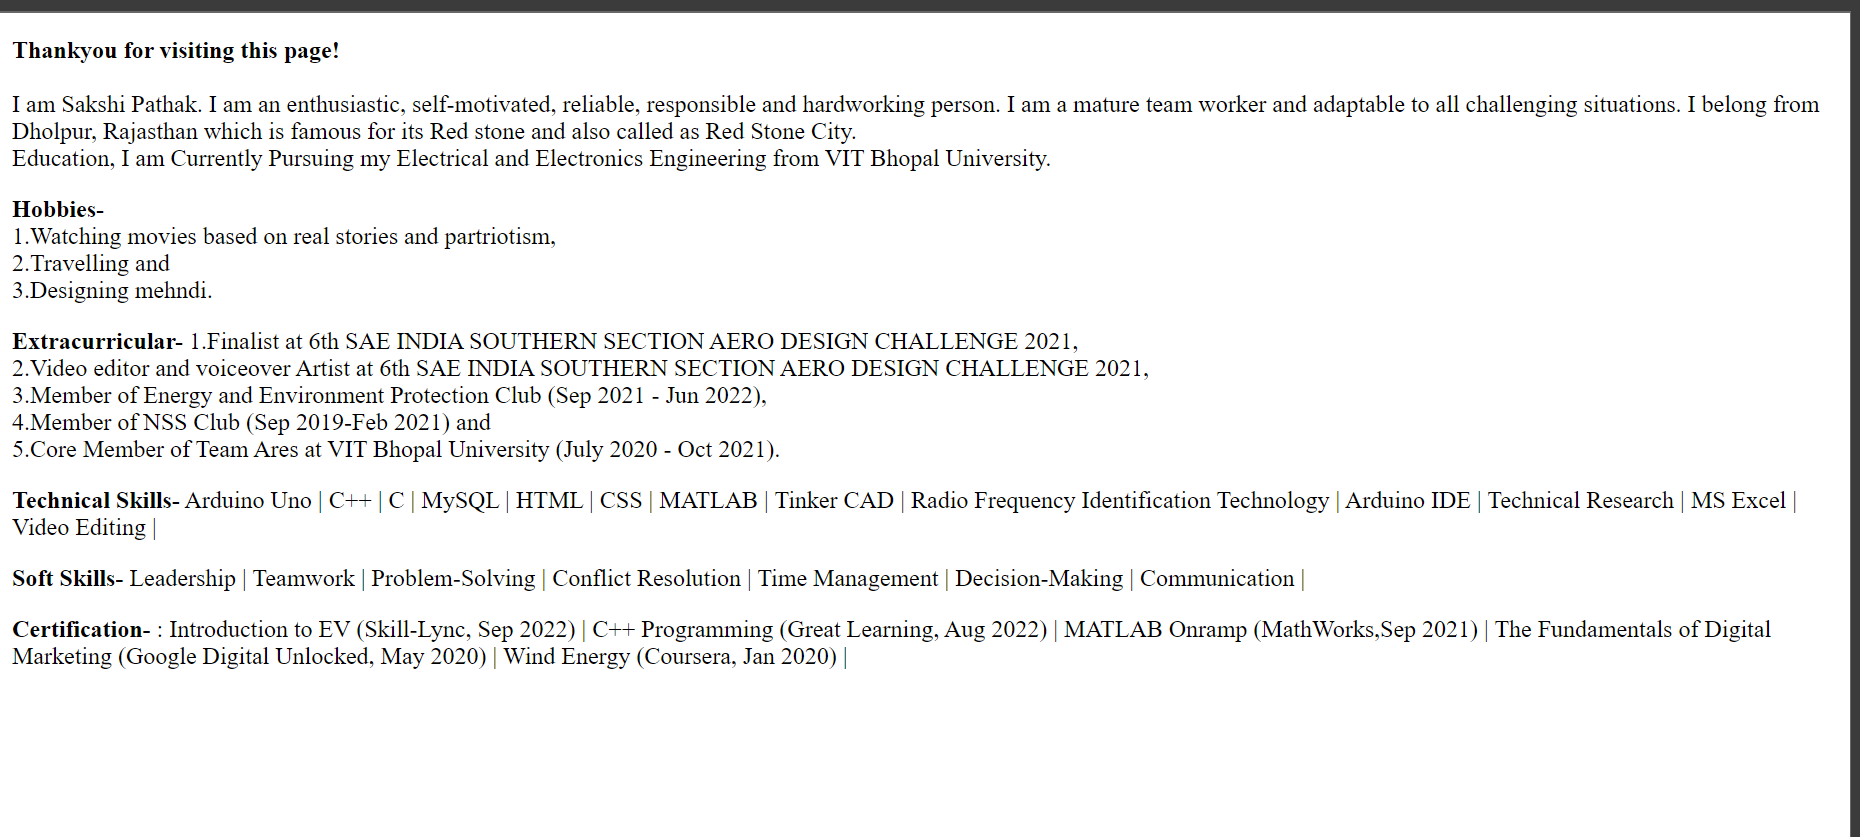 Thankyou for visiting this page!
I am Sakshi Pathak. I am an enthusiastic, self-motivated, reliable, responsible and hardworking person. I am a mature team worker and adaptable to all challenging situations. I belong from
Dholpur, Rajasthan which is famous for its Red stone and also called as Red Stone City.
Education, I am Currently Pursuing my Electrical and Electronics Engineering from VIT Bhopal University.
Hobbies-
1.Watching movies based on real stories and partriotism,
2.Travelling and
3.Designing mehndi.
Extracurricular- 1.Finalist at 6th SAE INDIA SOUTHERN SECTION AERO DESIGN CHALLENGE 2021,
2.Video editor and voiceover Artist at 6th SAE INDIA SOUTHERN SECTION AERO DESIGN CHALLENGE 2021,
3.Member of Energy and Environment Protection Club (Sep 2021 - Jun 2022),
4.Member of NSS Club (Sep 2019-Feb 2021) and
5.Core Member of Team Ares at VIT Bhopal University (July 2020 - Oct 2021).
Technical Skills- Arduino Uno | C++ | C | MySQL | HTML | CSS | MATLAB | Tinker CAD | Radio Frequency Identification Technology | Arduino IDE | Technical Research | MS Excel |
Video Editing |
Soft Skills- Leadership | Teamwork | Problem-Solving | Conflict Resolution | Time Management | Decision-Making | Communication |
Certification- : Introduction to EV (Skill-Lync, Sep 2022) | C++ Programming (Great Learning, Aug 2022) | MATLAB Onramp (MathWorks,Sep 2021) | The Fundamentals of Digital
Marketing (Google Digital Unlocked, May 2020) | Wind Energy (Coursera, Jan 2020) |